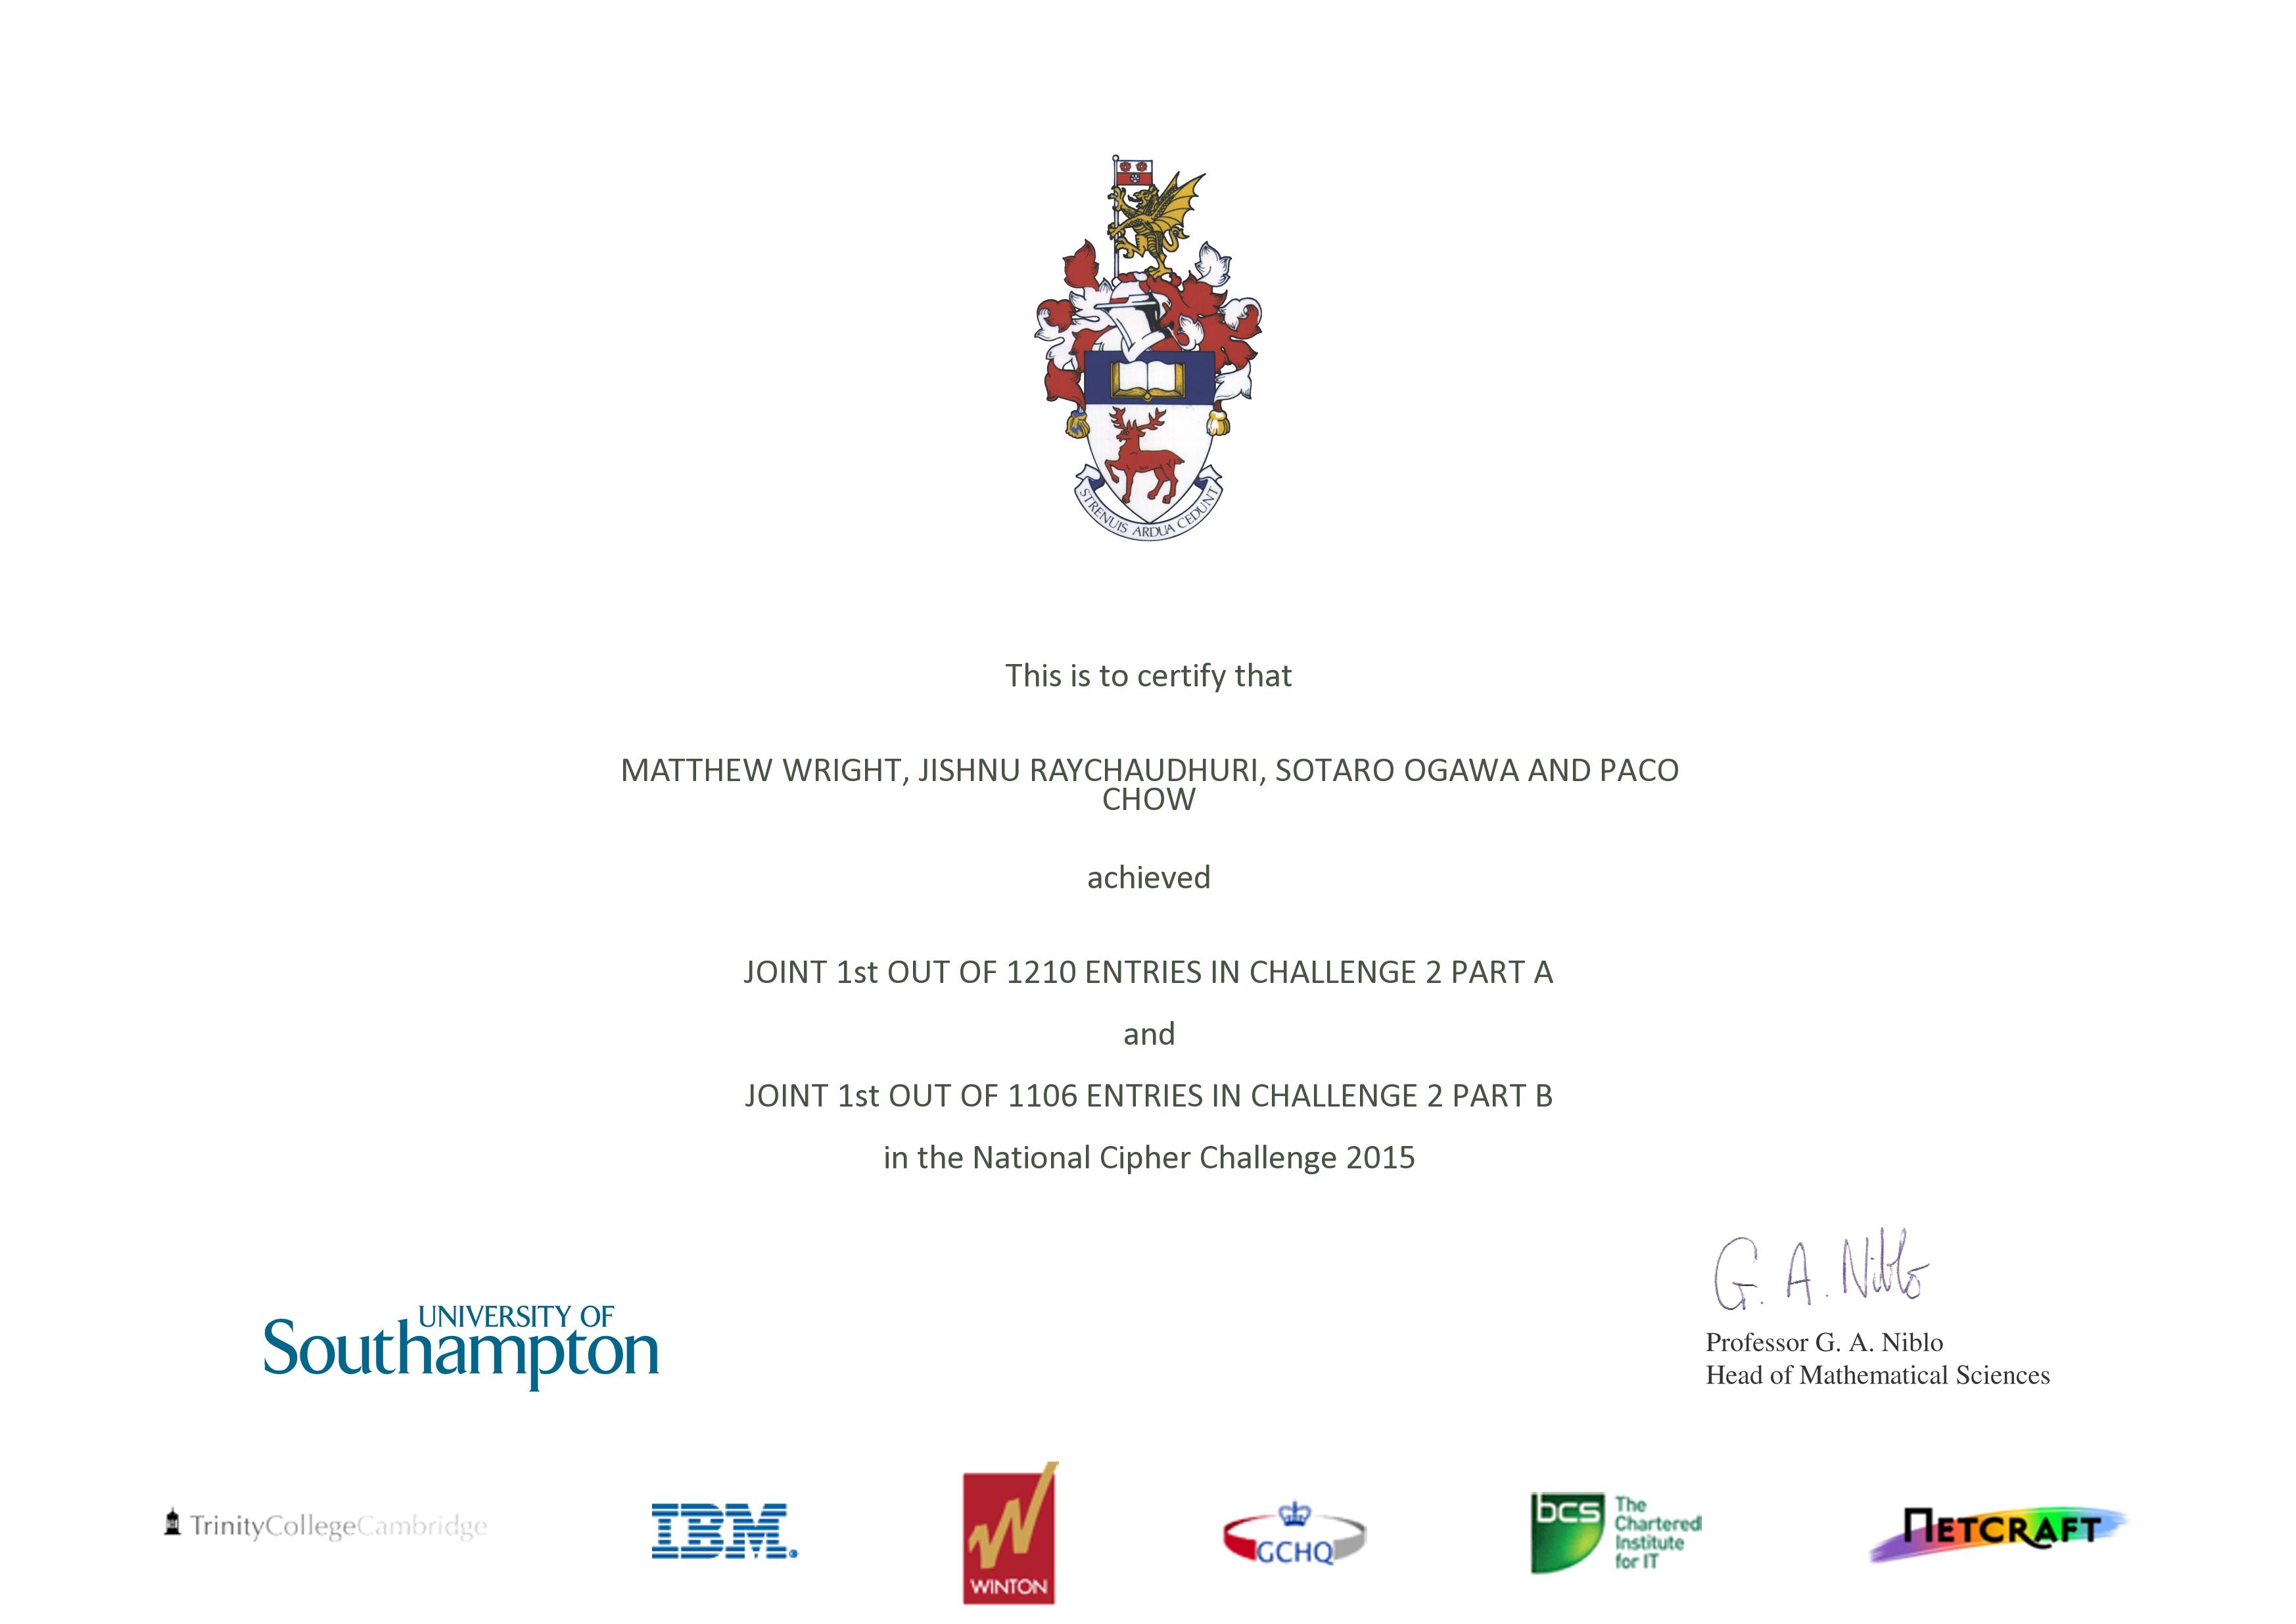 STRENUIS ARDUA CEDUNT
This is to certify that
MATTHEW WRIGHT, JISHNU RAYCHAUDHURI, SOTARO OGAWA AND PACO
CHOW
achieved
JOINT 1st OUT OF 1210 ENTRIES IN CHALLENGE 2 PART A
and
JOINT 1st OUT OF 1106 ENTRIES IN CHALLENGE 2 PART B
in the National Cipher Challenge 2015
G. A. Niblo
UNIVERSITY OF
Southampton
Professor G. A. Niblo
Head of Mathematical Sciences
TrinityCollegeCambridge
IBM
WINTON
GCHQ
bcs
The
Chartered
Institute
for IT
NETCRAFT